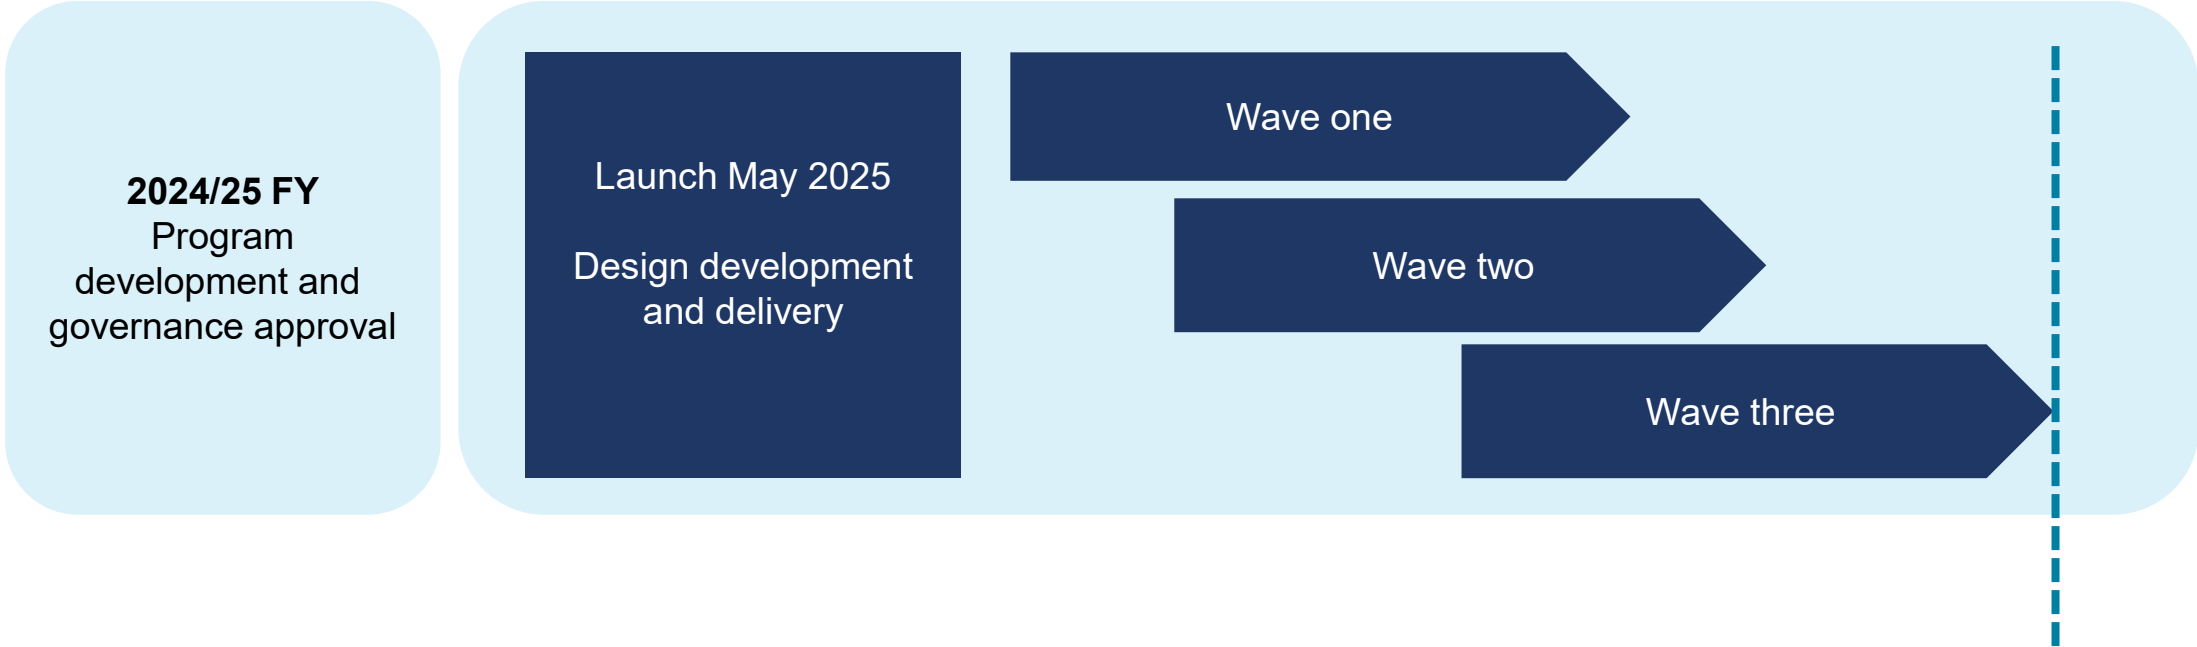 2024/25 FY
Program
development and
governance approval
Launch May 2025
Design development
and delivery
Wave one
Wave two
Wave three